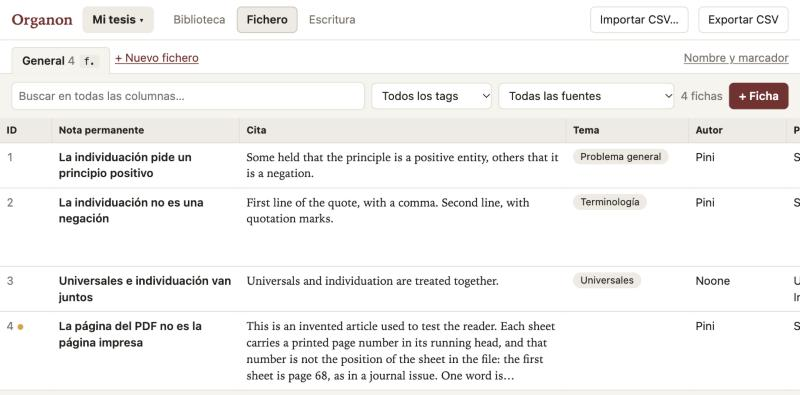 Organon Mi tesis Biblioteca Fichero Escritura Importar CSV... Exportar CSV
General 4 f. + Nuevo fichero Nombre y marcador
Buscar en todas las columnas... Todos los tags Todas las fuentes 4 fichas + Ficha
ID Nota permanente Cita Tema Autor P
1 La individuación pide un principio positivo
Some held that the principle is a positive entity, others that it
is a negation.
Problema general Pini S
2 La individuación no es una
negación
First line of the quote, with a comma. Second line, with
quotation marks.
Terminología Pini S
3 Universales e individuación van
juntos
Universals and individuation are treated together.
Universales Noone U
In
4 La página del PDF no es la
página impresa
This is an invented article used to test the reader. Each sheet
carries a printed page number in its running head, and that
number is not the position of the sheet in the file: the first
sheet is page 68, as in a journal issue. One word is…
Pini S